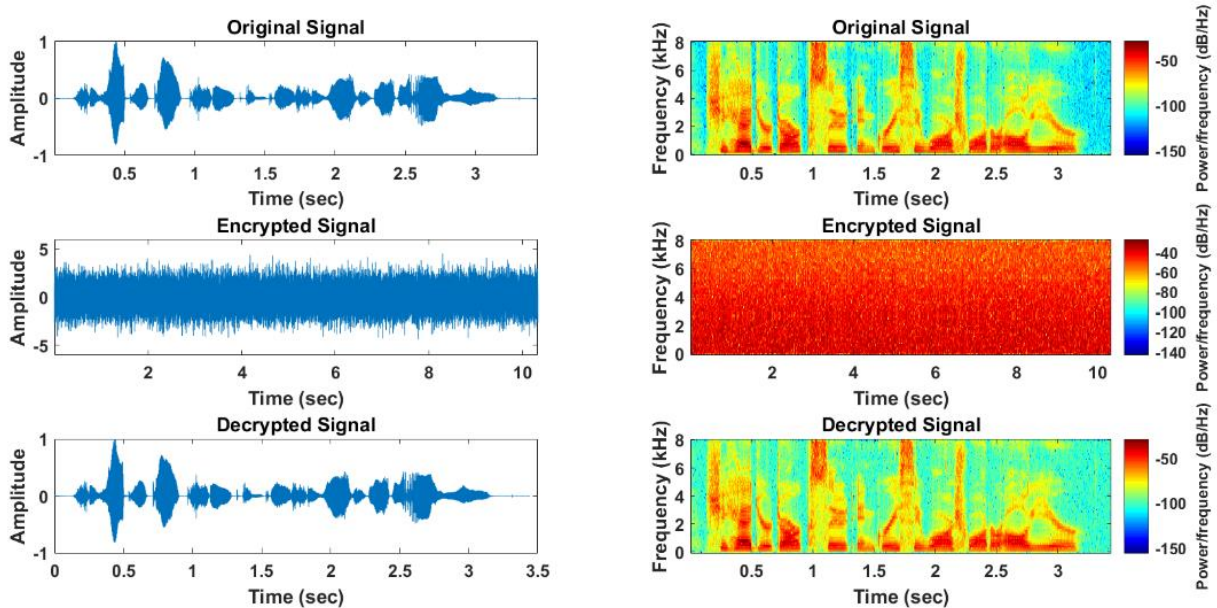 Original Signal
Amplitude
1
0
-1
0.5 1 1.5 2 2.5 3
Time (sec)
Original Signal
Frequency (kHz)
8
6
4
2
0
0.5 1 1.5 2 2.5 3
Time (sec)
-50
-100
-150
Power/frequency (dB/Hz)
Encrypted Signal
Amplitude
5
0
-5
2 4 6 8 10
Time (sec)
Encrypted Signal
Frequency (kHz)
8
6
4
2
0
2 4 6 8 10
Time (sec)
-40
-60
-80
-100
-120
-140
Power/frequency (dB/Hz)
Decrypted Signal
Amplitude
1
0
-1
0 0.5 1 1.5 2 2.5 3 3.5
Time (sec)
Decrypted Signal
Frequency (kHz)
8
6
4
2
0
0.5 1 1.5 2 2.5 3
Time (sec)
-50
-100
-150
Power/frequency (dB/Hz)